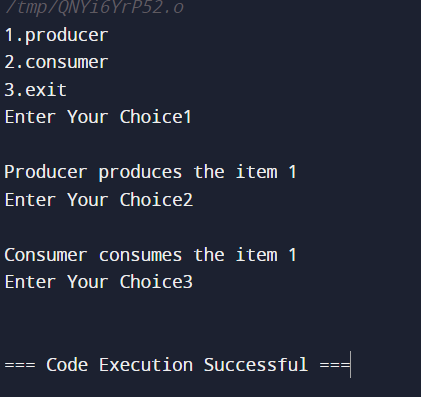 /tmp/QNYi6YrP52.o
1.producer
2.consumer
3.exit
Enter Your Choice1
Producer produces the item 1
Enter Your Choice2
Consumer consumes the item 1
Enter Your Choice3
=== Code Execution Successful ===